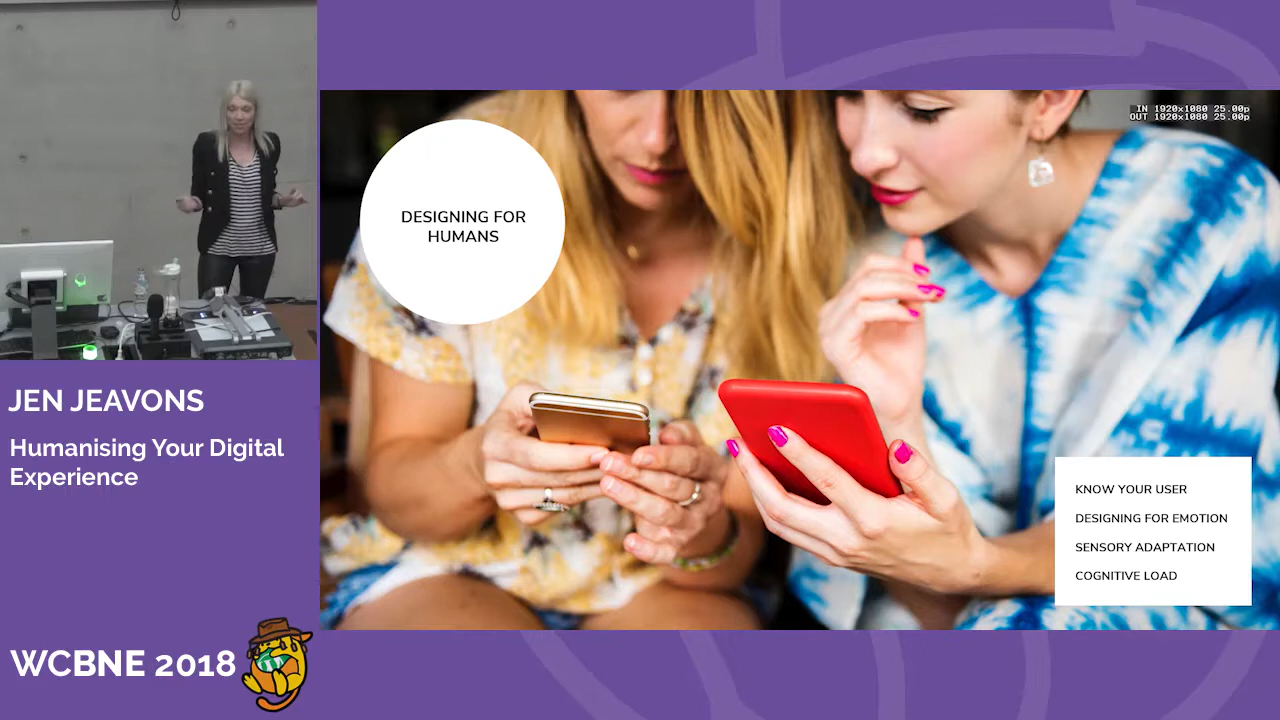 JEN JEAVONS
Humanising Your Digital
Experience
WCBNE 2018
DESIGNING FOR
HUMANS
IN 1920x1080 25.00p
OUT 1920x1080 25.00p
KNOW YOUR USER
DESIGNING FOR EMOTION
SENSORY ADAPTATION
COGNITIVE LOAD